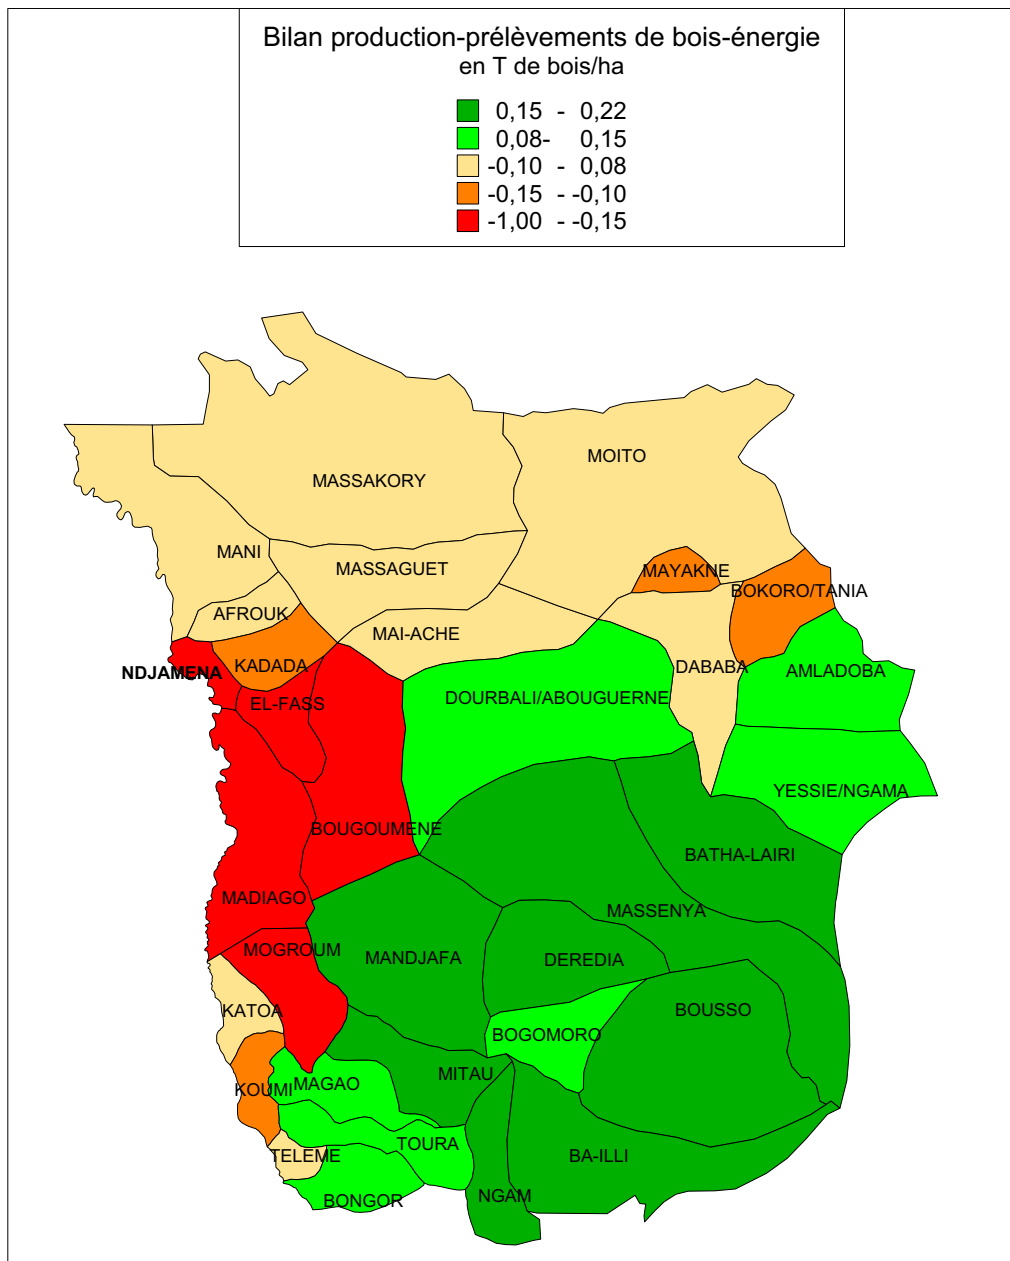 Bilan production-prélèvements de bois-énergie
en T de bois/ha
0,15 - 0,22
0,08- 0,15
-0,10 - 0,08
-0,15 - -0,10
-1,00 - -0,15
MOITO
MASSAKORY
MANI
MASSAGUET
MAYAKNE
BOKORO/TANIA
AFROUK
MAI-ACHE
NDJAMENA
KADADA
DABABA
AMLADOBA
EL-FASS
DOURBALI/ABOUGUERNE
YESSIE/NGAMA
BOUGOUMENE
BATHA-LAIRI
MADIAGO
MASSENYA
MOGROUM
MANDJAFA
DEREDIA
KATOA
BOUSSO
BOGOMORO
MITAU
KOUMI
MAGAO
TOURA
TELEME
BA-ILLI
BONGOR
NGAM